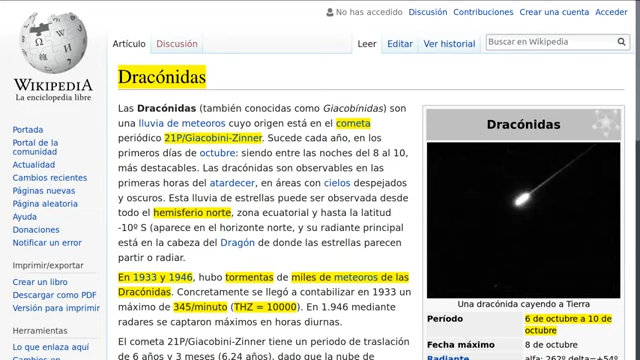 No ha accedido Discusión Contribuciones Crear una cuenta Acceder
WIKIPEDIA
La enciclopedia libre
Artículo Discusión Leer Editar Ver historial Buscar en Wikipedia
Portada
Portal de la
comunidad
Actualidad
Cambios recientes
Páginas nuevas
Página aleatoria
Ayuda
Donaciones
Notificar un error
Imprimir/exportar
Crear un libro
Descargar como PDF
Versión para imprimir
Herramientas
Lo que enlaza aquí
Cambios en
Dracónidas
Las Dracónidas (también conocidas como Giacobínidas) son
una lluvia de meteoros cuyo origen está en el cometa
periódico 21P/Giacobini-Zinner. Sucede cada año, en los
primeros días de octubre: siendo entre las noches del 8 al 10,
más destacables. Las dracónidas son observables en las
primeras horas del atardecer, en áreas con cielos despejados
y oscuros. Esta lluvia de estrellas puede ser observada desde
todo el hemisferio norte, zona ecuatorial y hasta la latitud
-10º S (aparece en el horizonte norte, y su radiante principal
está en la cabeza del Dragón de donde las estrellas parecen
partir o radiar.
En 1933 y 1946, hubo tormentas de miles de meteoros de las
Dracónidas. Concretamente se llegó a contabilizar en 1933 un
máximo de 345/minuto (THZ = 10000). En 1.946 mediante
radares se captaron máximos en horas diurnas.
El cometa 21P/Giacobini-Zinner tiene un periodo de traslación
de 6 años y 3 meses (6,24 años), dado que la nube de
Dracónidas
Una dracónida cayendo a Tierra
Período 6 de octubre a 10 de
octubre
Fecha máximo 8 de octubre
Radiante alfa: 262º delta=+54º